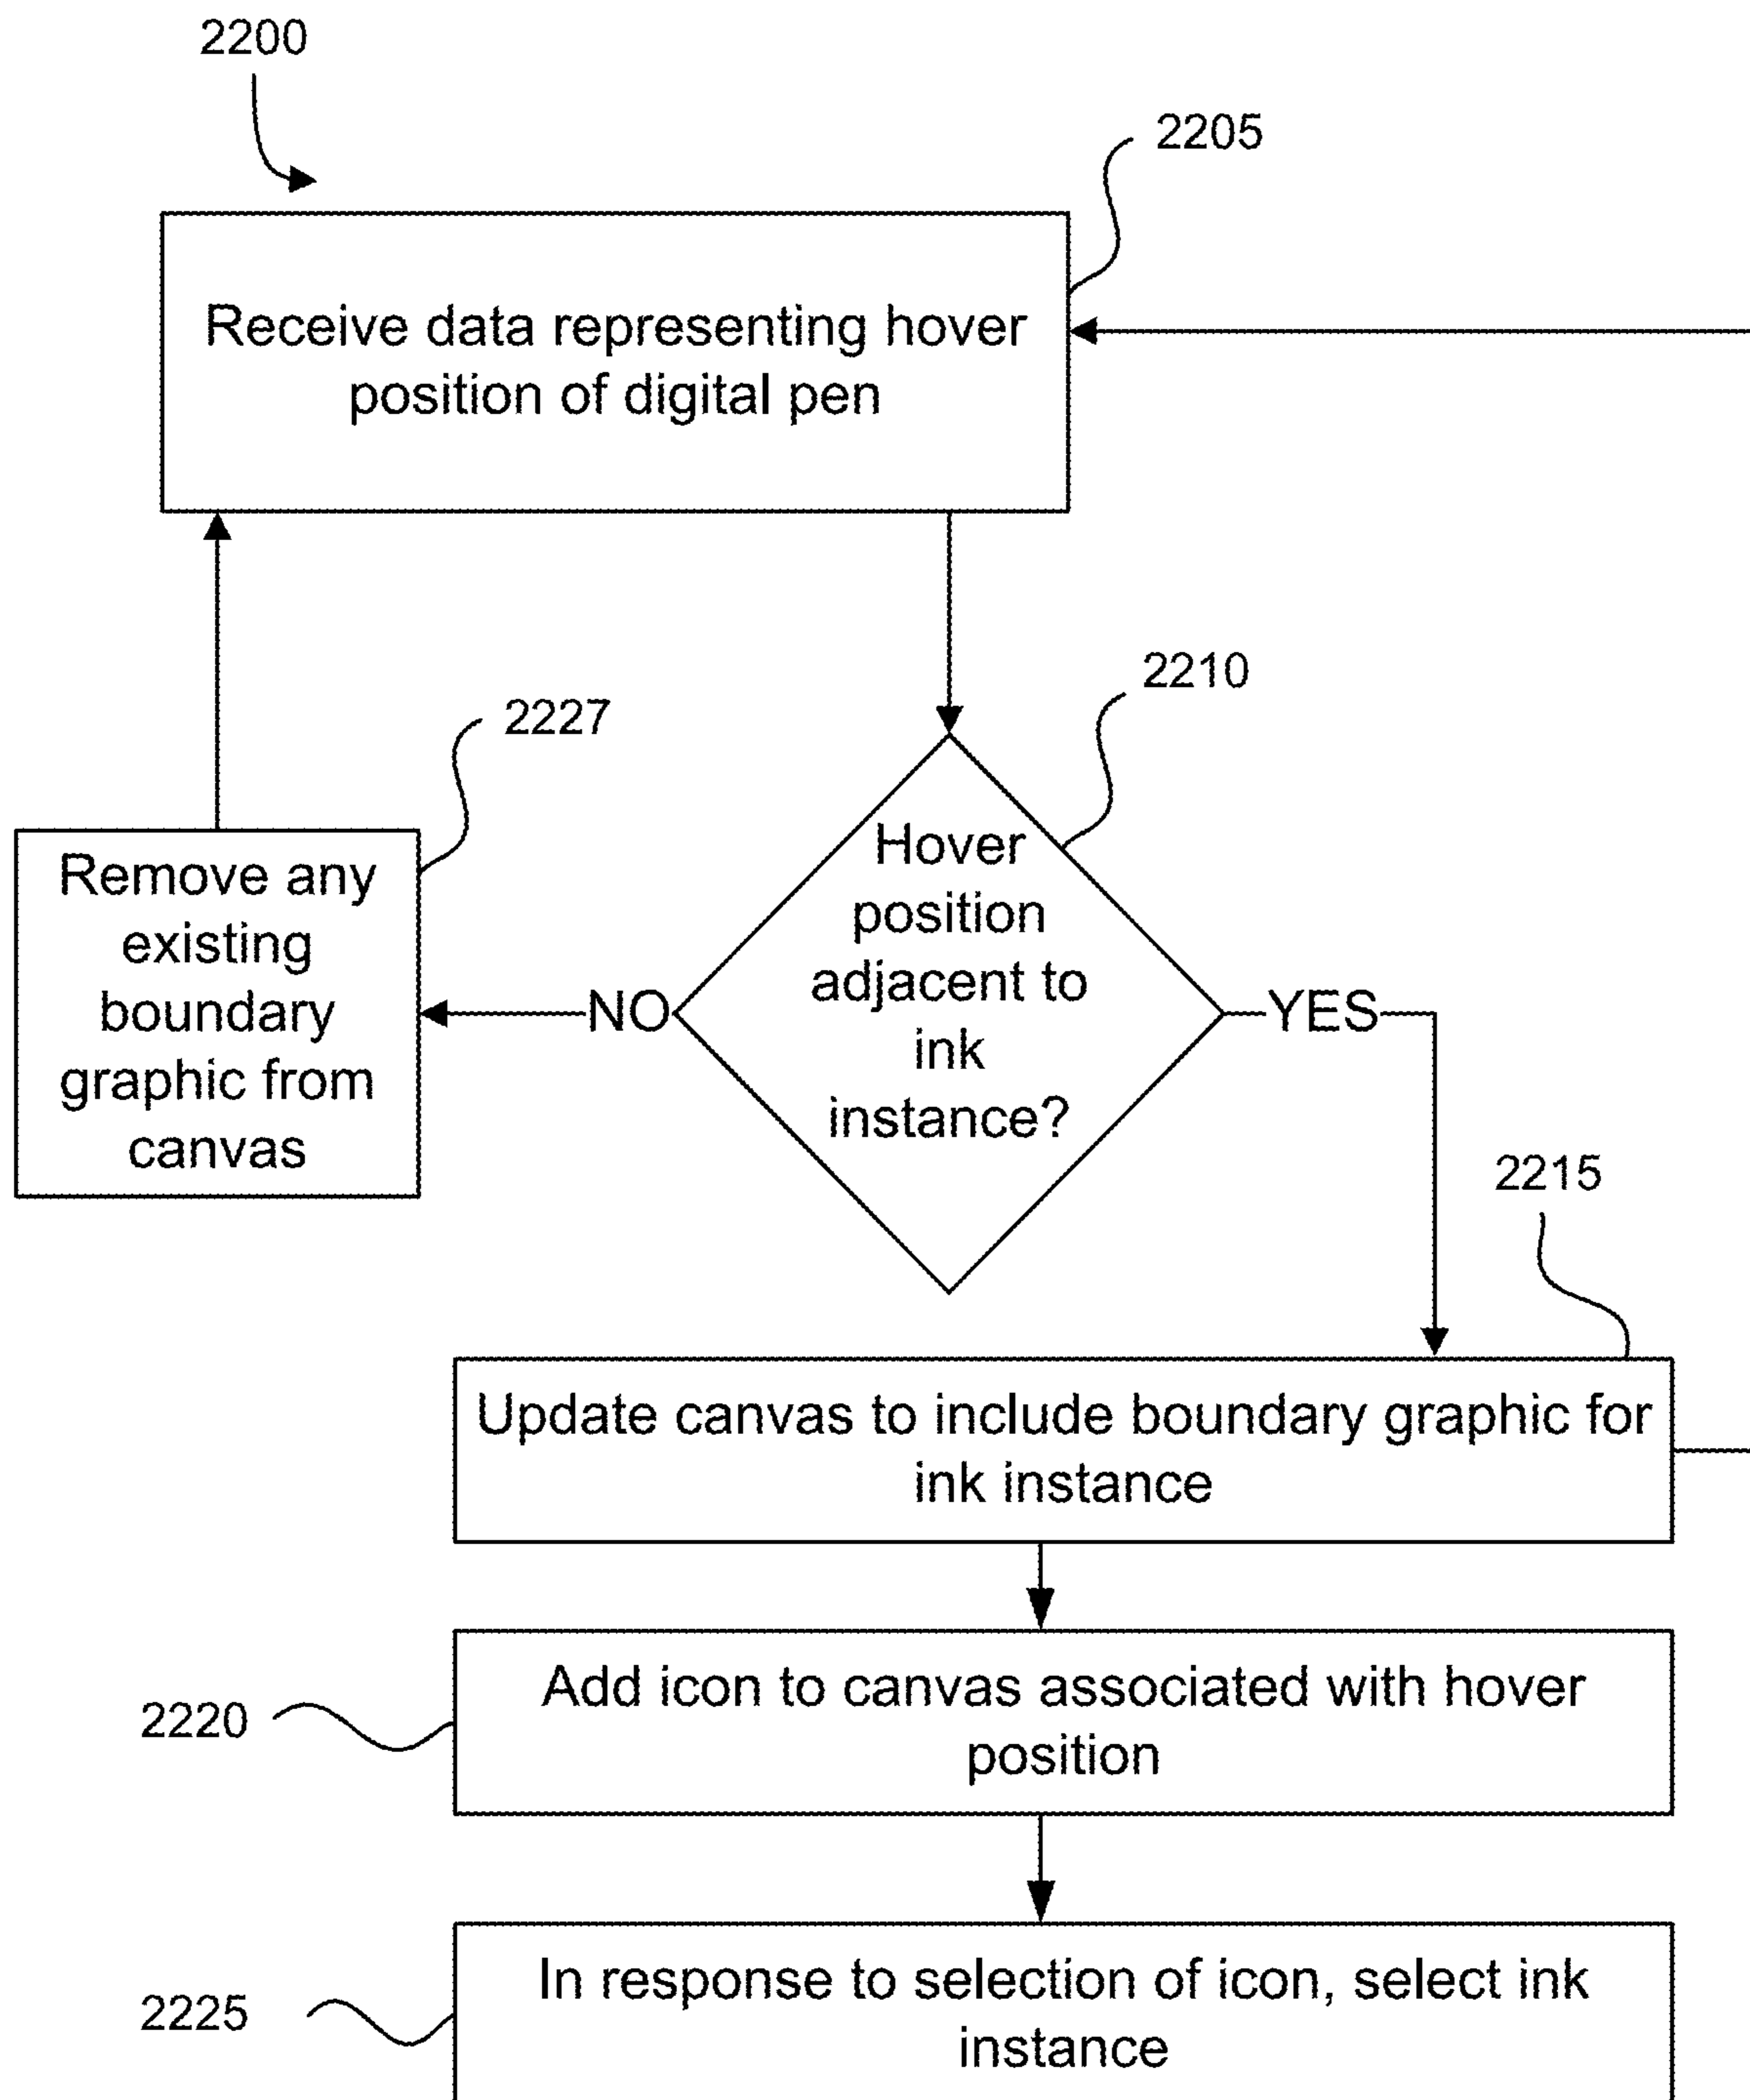 2200
2205
Receive data representing hover
position of digital pen
2210
2227
Hover
position
adjacent to
ink
instance?
Remove any
existing
boundary
graphic from
canvas
NO
YES
2215
Update canvas to include boundary graphic for
ink instance
2220
Add icon to canvas associated with hover
position
2225
In response to selection of icon, select ink
instance